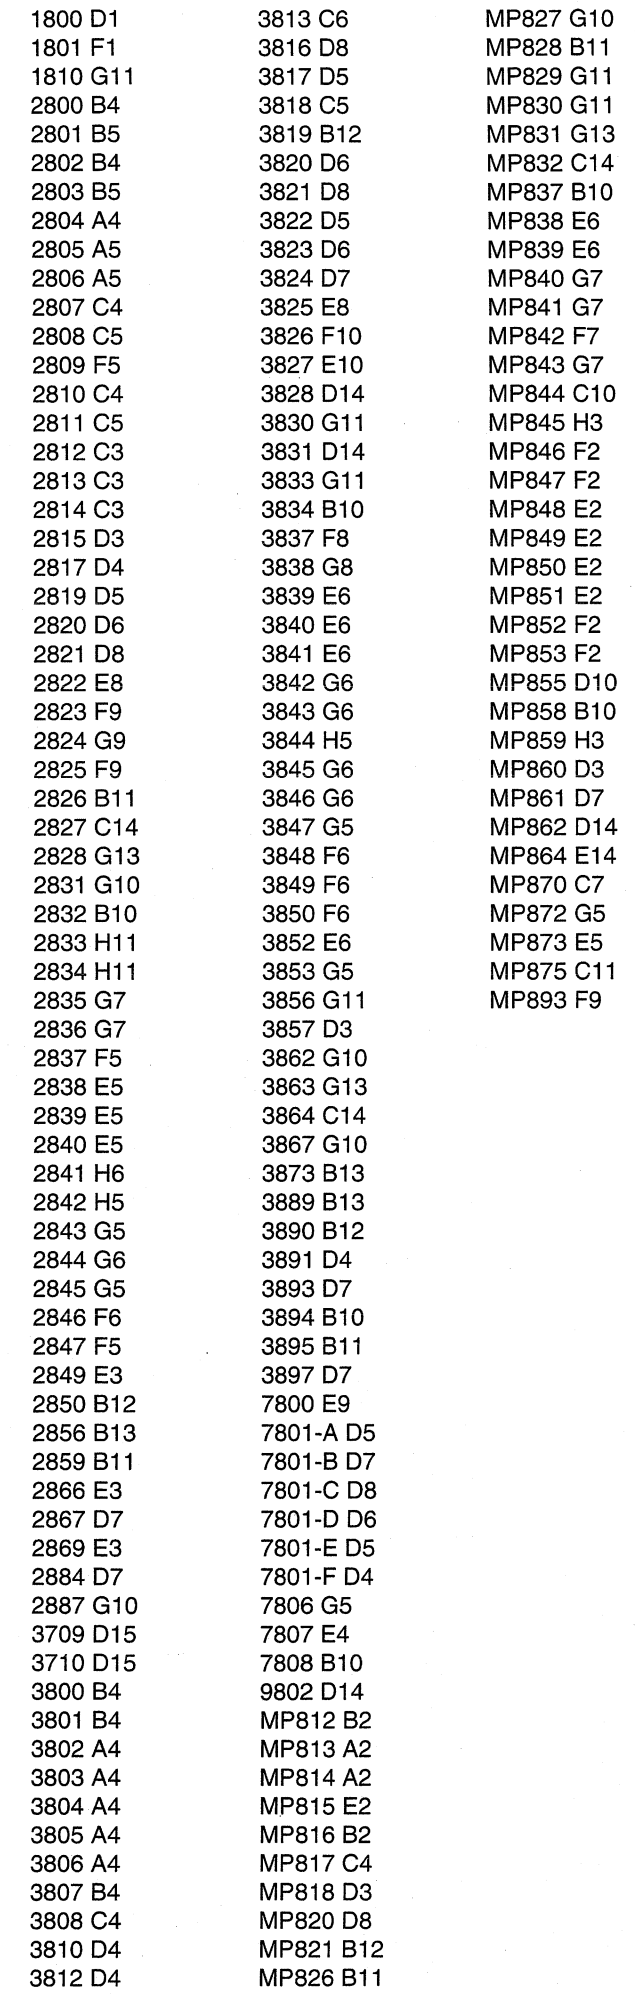 1800 D1
1801 F1
1810 G11
2800 B4
2801 B5
2802 B4
2803 B5
2804 A4
2805 A5
2806 A5
2807 C4
2808 C5
2809 F5
2810 C4
2811 C5
2812 C3
2813 C3
2814 C3
2815 D3
2817 D4
2819 D5
2820 D6
2821 D8
2822 E8
2823 F9
2824 G9
2825 F9
2826 B11
2827 C14
2828 G13
2831 G10
2832 B10
2833 H11
2834 H11
2835 G7
2836 G7
2837 F5
2838 E5
2839 E5
2840 E5
2841 H6
2842 H5
2843 G5
2844 G6
2845 G5
2846 F6
2847 F5
2849 E3
2850 B12
2856 B13
2859 B11
2866 E3
2867 D7
2869 E3
2884 D7
2887 G10
3709 D15
3710 D15
3800 B4
3801 B4
3802 A4
3803 A4
3804 A4
3805 A4
3806 A4
3807 B4
3808 C4
3810 D4
3812 D4
3813 C6
3816 D8
3817 D5
3818 C5
3819 B12
3820 D6
3821 D8
3822 D5
3823 D6
3824 D7
3825 E8
3826 F10
3827 E10
3828 D14
3830 G11
3831 D14
3833 G11
3834 B10
3837 F8
3838 G8
3839 E6
3840 E6
3841 E6
3842 G6
3843 G6
3844 H5
3845 G6
3846 G6
3847 G5
3848 F6
3849 F6
3850 F6
3852 E6
3853 G5
3856 G11
3857 D3
3862 G10
3863 G13
3864 C14
3867 G10
3873 B13
3889 B13
3890 B12
3891 D4
3893 D7
3894 B10
3895 B11
3897 D7
7800 E9
7801-A D5
7801-B D7
7801-C D8
7801-D D6
7801-E D5
7801-F D4
7806 G5
7807 E4
7808 B10
9802 D14
MP812 B2
MP813 A2
MP814 A2
MP815 E2
MP816 B2
MP817 C4
MP818 D3
MP820 D8
MP821 B12
MP826 B11
MP827 G10
MP828 B11
MP829 G11
MP830 G11
MP831 G13
MP832 C14
MP837 B10
MP838 E6
MP839 E6
MP840 G7
MP841 G7
MP842 F7
MP843 G7
MP844 C10
MP845 H3
MP846 F2
MP847 F2
MP848 E2
MP849 E2
MP850 E2
MP851 E2
MP852 F2
MP853 F2
MP855 D10
MP858 B10
MP859 H3
MP860 D3
MP861 D7
MP862 D14
MP864 E14
MP870 C7
MP872 G5
MP873 E5
MP875 C11
MP893 F9